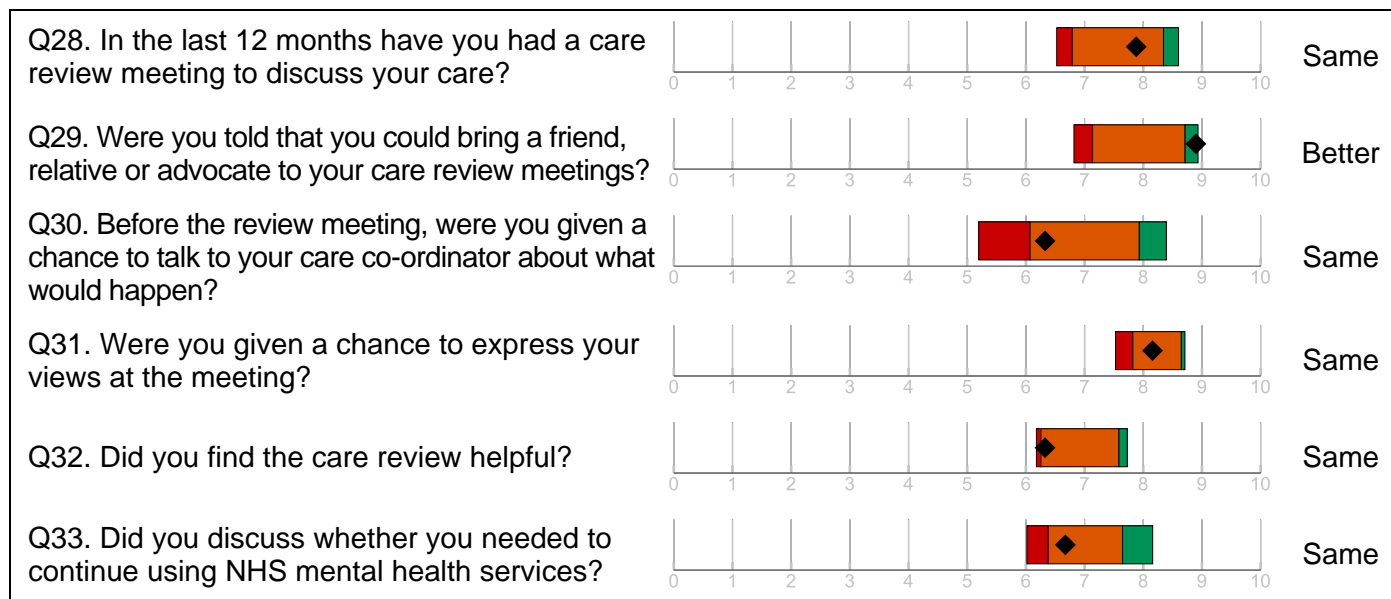 Q28. In the last 12 months have you had a care
review meeting to discuss your care?
Same
0 1 2 3 4 5 6 7 8 9 10
Q29. Were you told that you could bring a friend,
relative or advocate to your care review meetings?
Better
0 1 2 3 4 5 6 7 8 9 10
Q30. Before the review meeting, were you given a
chance to talk to your care co-ordinator about what
would happen?
Same
0 1 2 3 4 5 6 7 8 9 10
Q31. Were you given a chance to express your
views at the meeting?
Same
0 1 2 3 4 5 6 7 8 9 10
Q32. Did you find the care review helpful?
Same
0 1 2 3 4 5 6 7 8 9 10
Q33. Did you discuss whether you needed to
continue using NHS mental health services?
Same
0 1 2 3 4 5 6 7 8 9 10